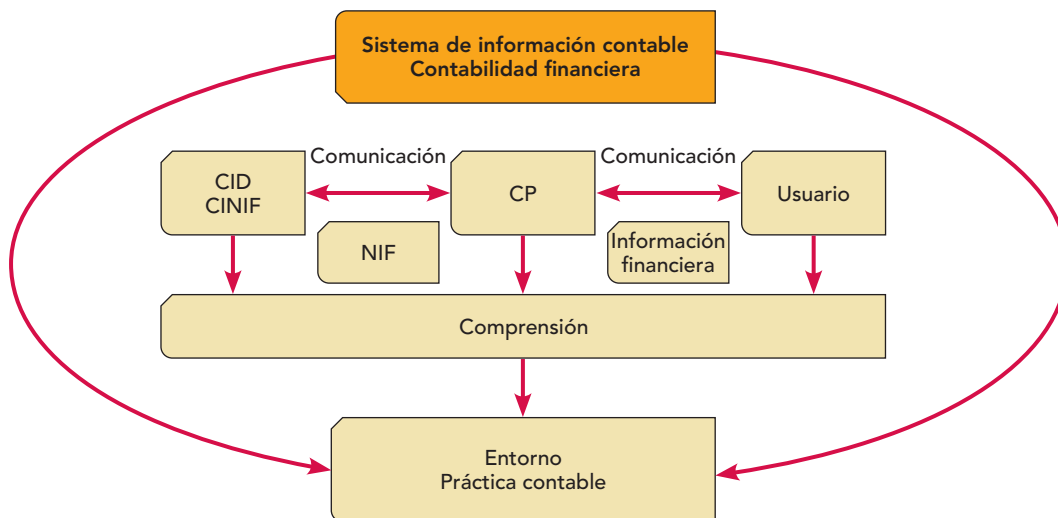 Sistema de información contable
Contabilidad financiera
Comunicación
Comunicación
CID
CINIF
CP
Usuario
NIF
Información
financiera
Comprensión
Entorno
Práctica contable